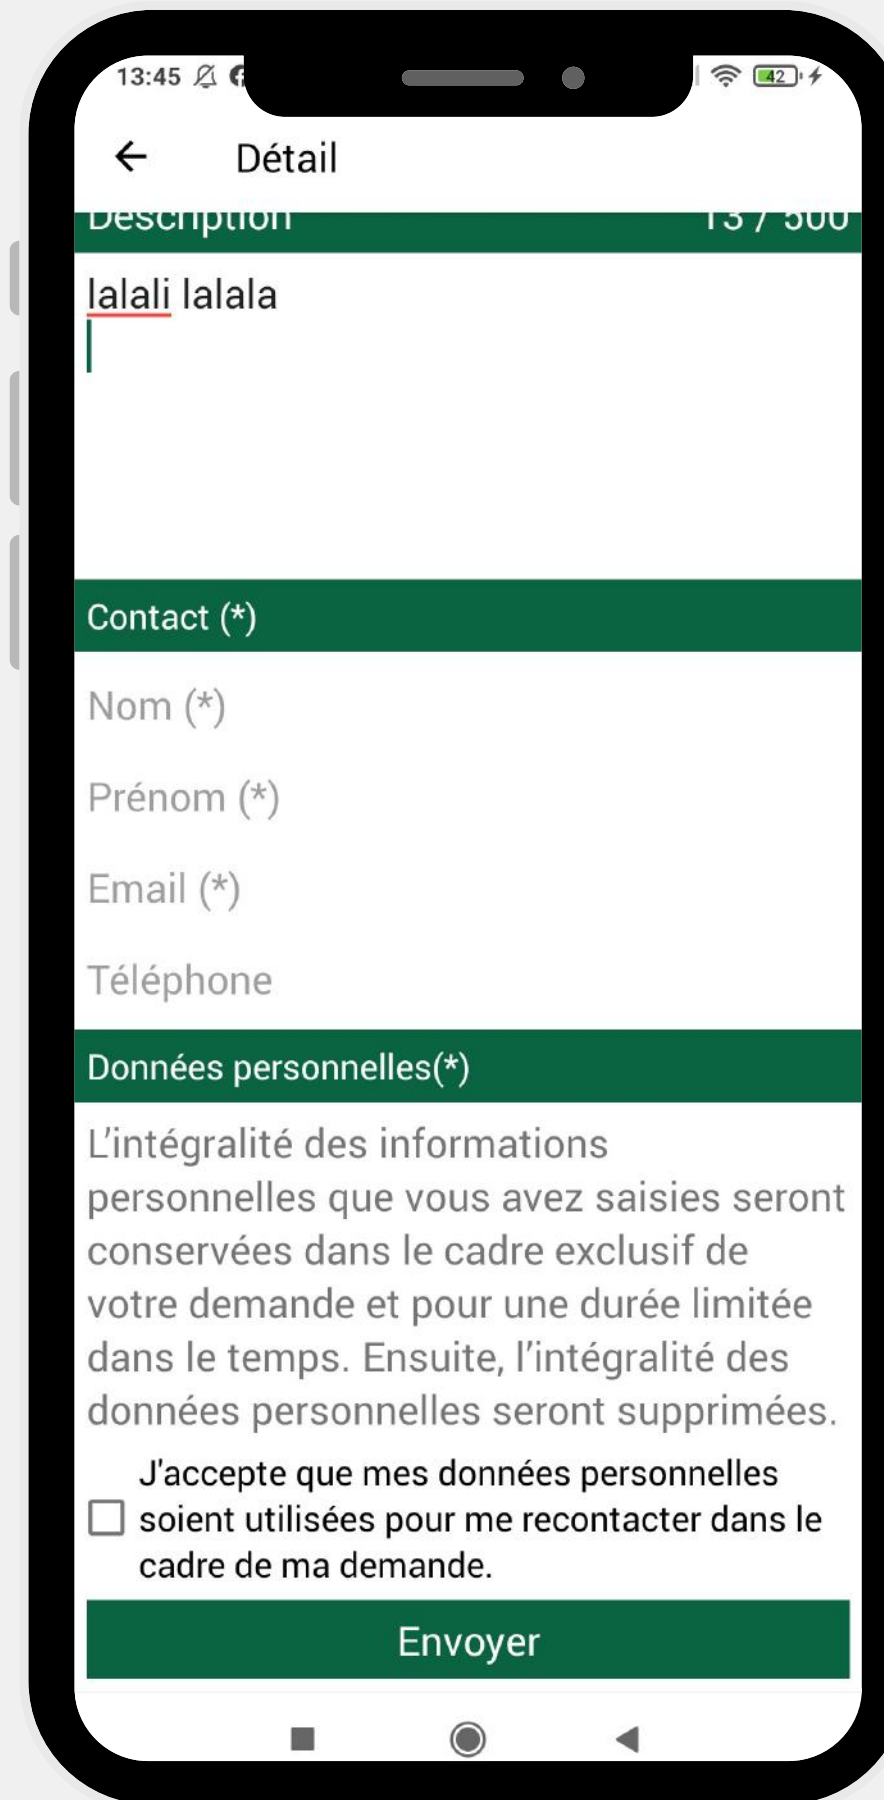 13:45
42
Détail
Description 13 / 500
lalali lalala
Contact (*)
Nom (*)
Prénom (*)
Email (*)
Téléphone
Données personnelles(*)
L'intégralité des informations
personnelles que vous avez saisies seront
conservées dans le cadre exclusif de
votre demande et pour une durée limitée
dans le temps. Ensuite, l'intégralité des
données personnelles seront supprimées.
J'accepte que mes données personnelles
soient utilisées pour me recontacter dans le
cadre de ma demande.
Envoyer